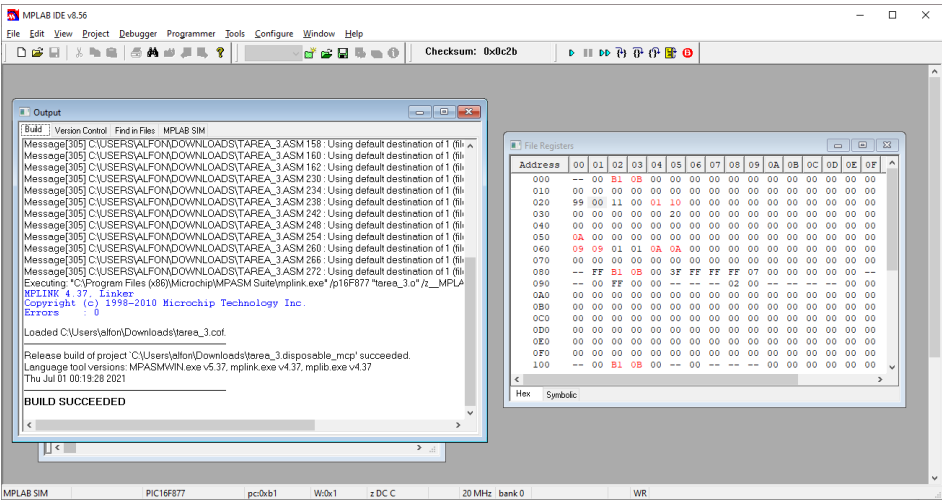 MPLAB IDE v8.56
File Edit View Project Debugger Programmer Tools Configure Window Help
Checksum: 0x0c2b
Output
Build Version Control Find in Files MPLAB SIM
Message[305] C:\USERS\ALFON\DOWNLOADS\TAREA_3.ASM 158 : Using default destination of 1 (file
Message[305] C:\USERS\ALFON\DOWNLOADS\TAREA_3.ASM 160 : Using default destination of 1 (file
Message[305] C:\USERS\ALFON\DOWNLOADS\TAREA_3.ASM 162 : Using default destination of 1 (file
Message[305] C:\USERS\ALFON\DOWNLOADS\TAREA_3.ASM 230 : Using default destination of 1 (file
Message[305] C:\USERS\ALFON\DOWNLOADS\TAREA_3.ASM 234 : Using default destination of 1 (file
Message[305] C:\USERS\ALFON\DOWNLOADS\TAREA_3.ASM 238 : Using default destination of 1 (file
Message[305] C:\USERS\ALFON\DOWNLOADS\TAREA_3.ASM 242 : Using default destination of 1 (file
Message[305] C:\USERS\ALFON\DOWNLOADS\TAREA_3.ASM 248 : Using default destination of 1 (file
Message[305] C:\USERS\ALFON\DOWNLOADS\TAREA_3.ASM 254 : Using default destination of 1 (file
Message[305] C:\USERS\ALFON\DOWNLOADS\TAREA_3.ASM 260 : Using default destination of 1 (file
Message[305] C:\USERS\ALFON\DOWNLOADS\TAREA_3.ASM 266 : Using default destination of 1 (file
Message[305] C:\USERS\ALFON\DOWNLOADS\TAREA_3.ASM 272 : Using default destination of 1 (file
Executing: "C:\Program Files (x86)\Microchip\MPASM Suite\mplink.exe" /p16F877 "tarea_3.o" /z__MPLA
MPLINK 4.37, Linker
Copyright (c) 1998-2010 Microchip Technology Inc.
Errors : 0
Loaded C:\Users\alfon\Downloads\tarea_3.cof.
Release build of project `C:\Users\alfon\Downloads\tarea_3.disposable_mcp' succeeded.
Language tool versions: MPASMWIN.exe v5.37, mplink.exe v4.37, mplib.exe v4.37
Thu Jul 01 00:19:28 2021
BUILD SUCCEEDED
File Registers
Address 00 01 02 03 04 05 06 07 08 09 0A 0B 0C 0D 0E 0F
000 -- 00 B1 0B 00 00 00 00 00 00 00 00 00 00 00 00
010 00 00 00 00 00 00 00 00 00 00 00 00 00 00 00 00
020 99 00 11 00 01 10 00 00 00 00 00 00 00 00 00 00
030 00 00 00 00 00 20 00 00 00 00 00 00 00 00 00 00
040 00 00 00 00 00 00 00 00 00 00 00 00 00 00 00 00
050 0A 00 00 00 00 00 00 00 00 00 00 00 00 00 00 00
060 09 09 01 01 0A 0A 00 00 00 00 00 00 00 00 00 00
070 00 00 00 00 00 00 00 00 00 00 00 00 00 00 00 00
080 -- FF B1 0B 00 3F FF FF FF 07 00 00 00 00 00 --
090 -- 00 FF 00 00 -- -- -- 02 00 -- -- -- -- 00 00
0A0 00 00 00 00 00 00 00 00 00 00 00 00 00 00 00 00
0B0 00 00 00 00 00 00 00 00 00 00 00 00 00 00 00 00
0C0 00 00 00 00 00 00 00 00 00 00 00 00 00 00 00 00
0D0 00 00 00 00 00 00 00 00 00 00 00 00 00 00 00 00
0E0 00 00 00 00 00 00 00 00 00 00 00 00 00 00 00 00
0F0 00 00 00 00 00 00 00 00 00 00 00 00 00 00 00 00
100 -- 00 B1 0B 00 -- 00 -- -- -- 00 00 00 00 00 00
Hex Symbolic
MPLAB SIM PIC16F877 pc:0xb1 W:0x1 z DC C 20 MHz bank 0 WR